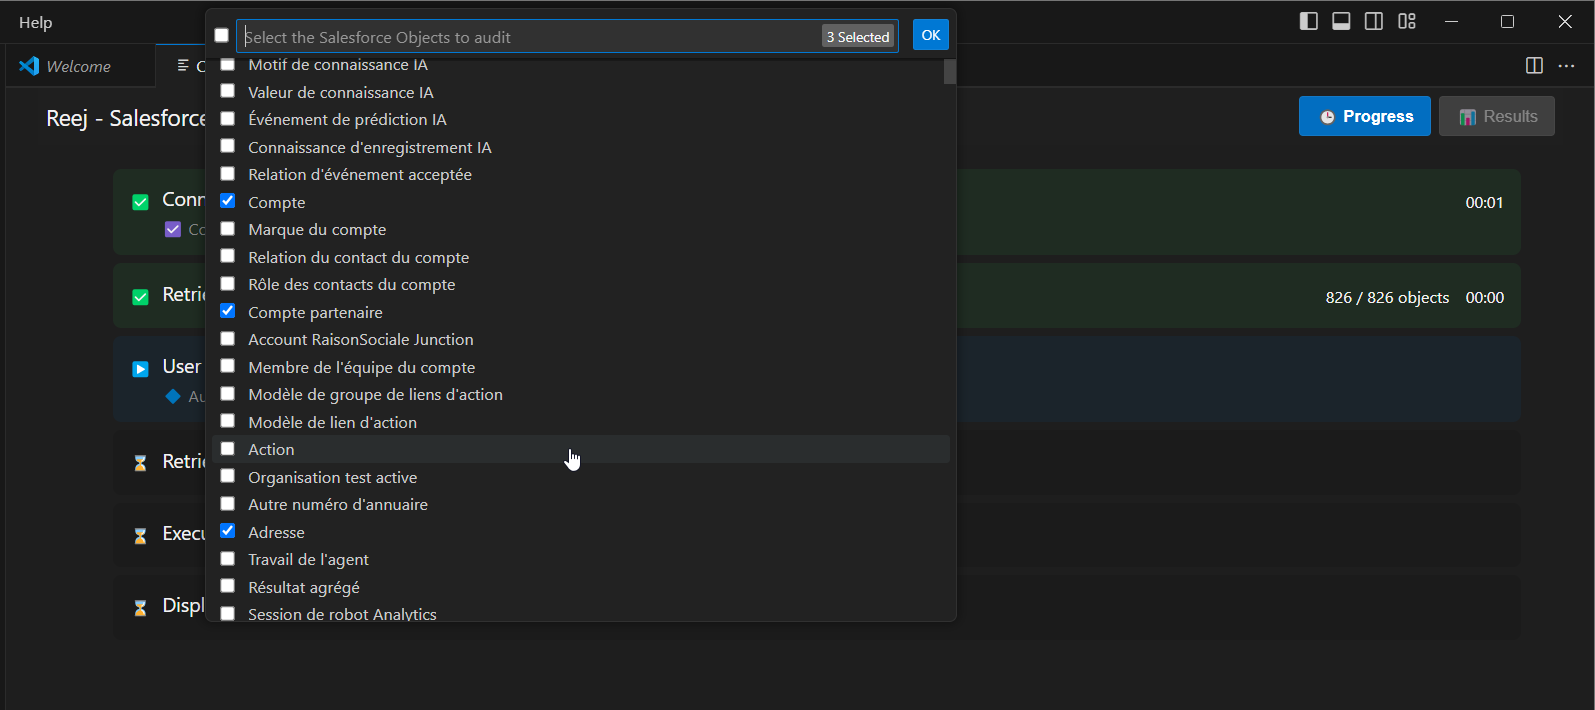 Help
Select the Salesforce Objects to audit
3 Selected
OK
Welcome
Motif de connaissance IA
Valeur de connaissance IA
Reej - Salesforce
Événement de prédiction IA
Progress
Results
Connaissance d'enregistrement IA
Relation d'événement acceptée
Conn
Compte
00:01
Co
Marque du compte
Relation du contact du compte
Rôle des contacts du compte
Retrie
826 / 826 objects
00:00
Compte partenaire
Account RaisonSociale Junction
User
Membre de l'équipe du compte
Au
Modèle de groupe de liens d'action
Modèle de lien d'action
Action
Retrie
Organisation test active
Autre numéro d'annuaire
Execu
Adresse
Travail de l'agent
Résultat agrégé
Displ
Session de robot Analytics